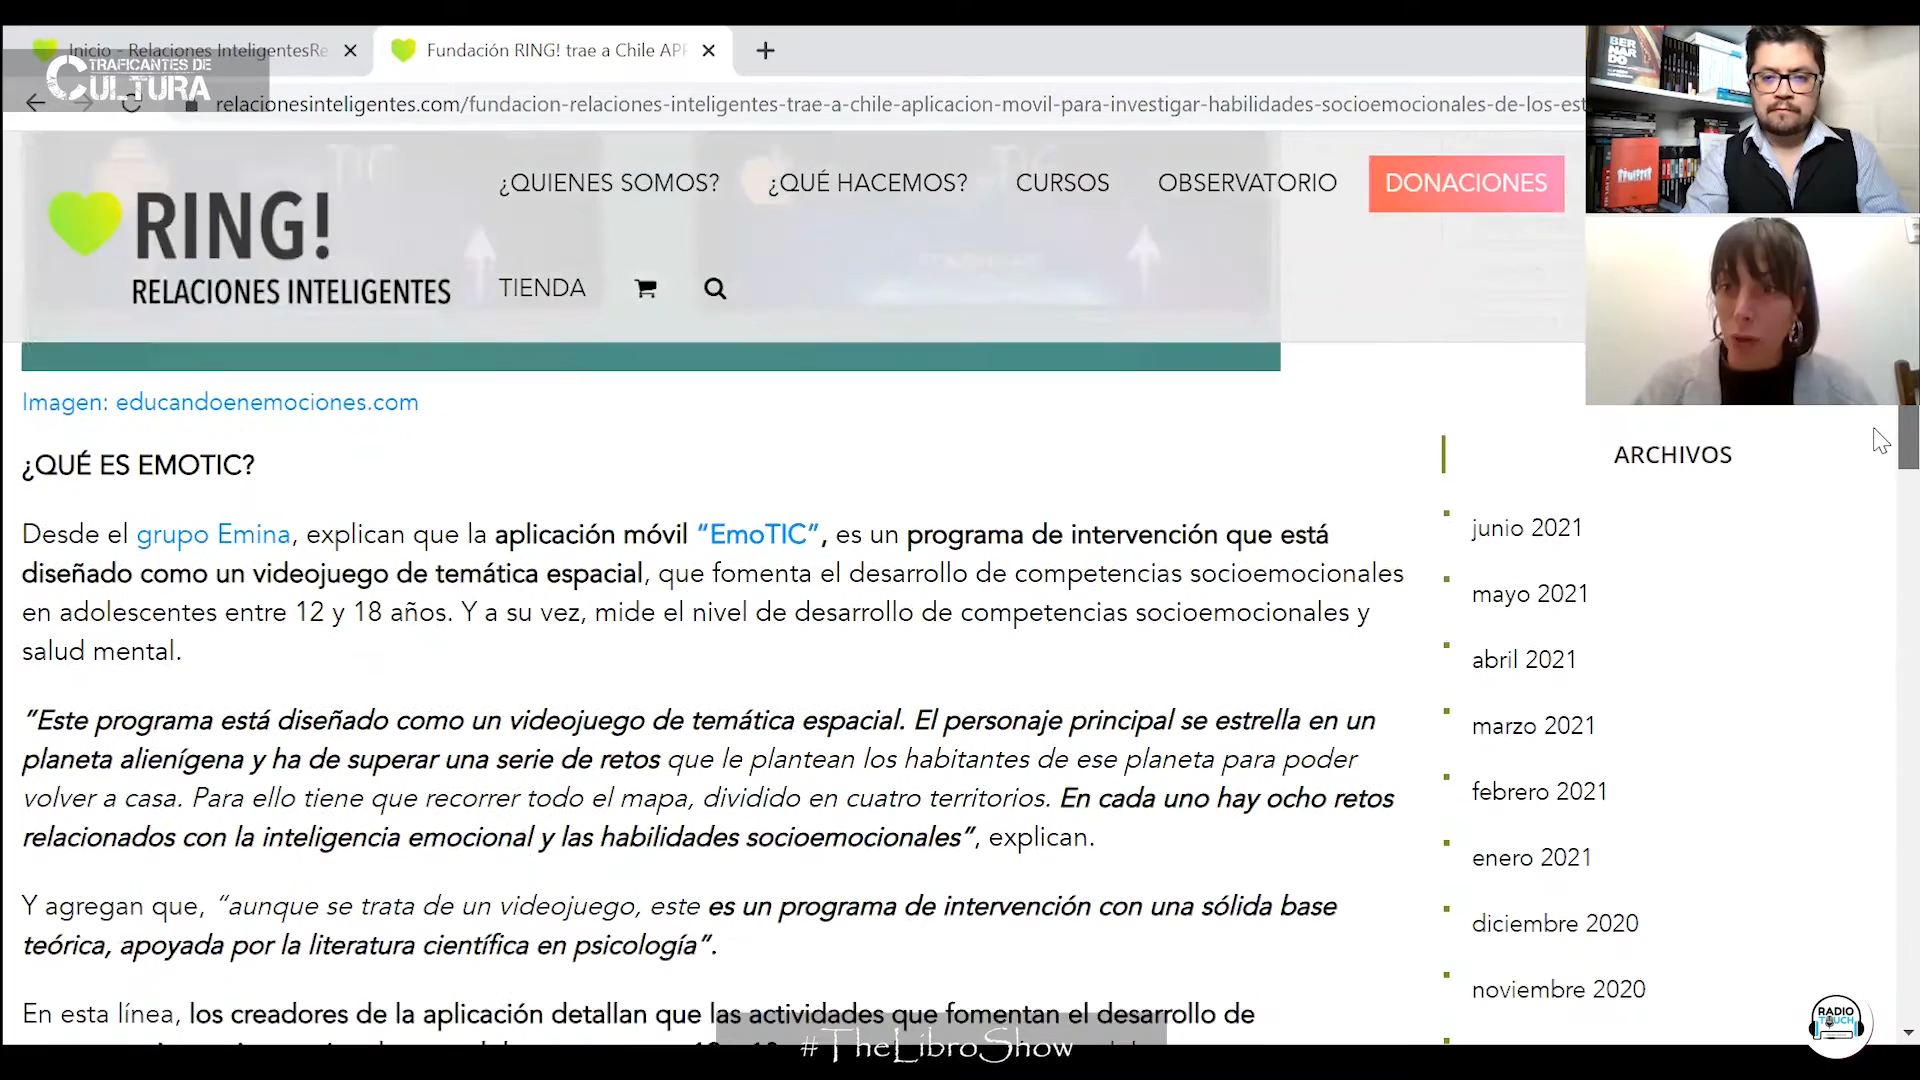 Inicio - Relaciones InteligentesRe
Fundación RING! trae a Chile APP
TRAFICANTES DE
CULTURA
relacionesinteligentes.com/fundacion-relaciones-inteligentes-trae-a-chile-aplicacion-movil-para-investigar-habilidades-socioemocionales-de-los-est
BERNARDO
RING!
RELACIONES INTELIGENTES
¿QUIENES SOMOS?
¿QUÉ HACEMOS?
CURSOS
OBSERVATORIO
DONACIONES
TIENDA
Imagen: educandoenemociones.com
¿QUÉ ES EMOTIC?
Desde el grupo Emina, explican que la aplicación móvil “EmoTIC”, es un programa de intervención que está
diseñado como un videojuego de temática espacial, que fomenta el desarrollo de competencias socioemocionales
en adolescentes entre 12 y 18 años. Y a su vez, mide el nivel de desarrollo de competencias socioemocionales y
salud mental.
“Este programa está diseñado como un videojuego de temática espacial. El personaje principal se estrella en un
planeta alienígena y ha de superar una serie de retos que le plantean los habitantes de ese planeta para poder
volver a casa. Para ello tiene que recorrer todo el mapa, dividido en cuatro territorios. En cada uno hay ocho retos
relacionados con la inteligencia emocional y las habilidades socioemocionales”, explican.
Y agregan que, “aunque se trata de un videojuego, este es un programa de intervención con una sólida base
teórica, apoyada por la literatura científica en psicología”.
En esta línea, los creadores de la aplicación detallan que las actividades que fomentan el desarrollo de
ARCHIVOS
junio 2021
mayo 2021
abril 2021
marzo 2021
febrero 2021
enero 2021
diciembre 2020
noviembre 2020
#TheLibroShow
RADIO
TOUCH